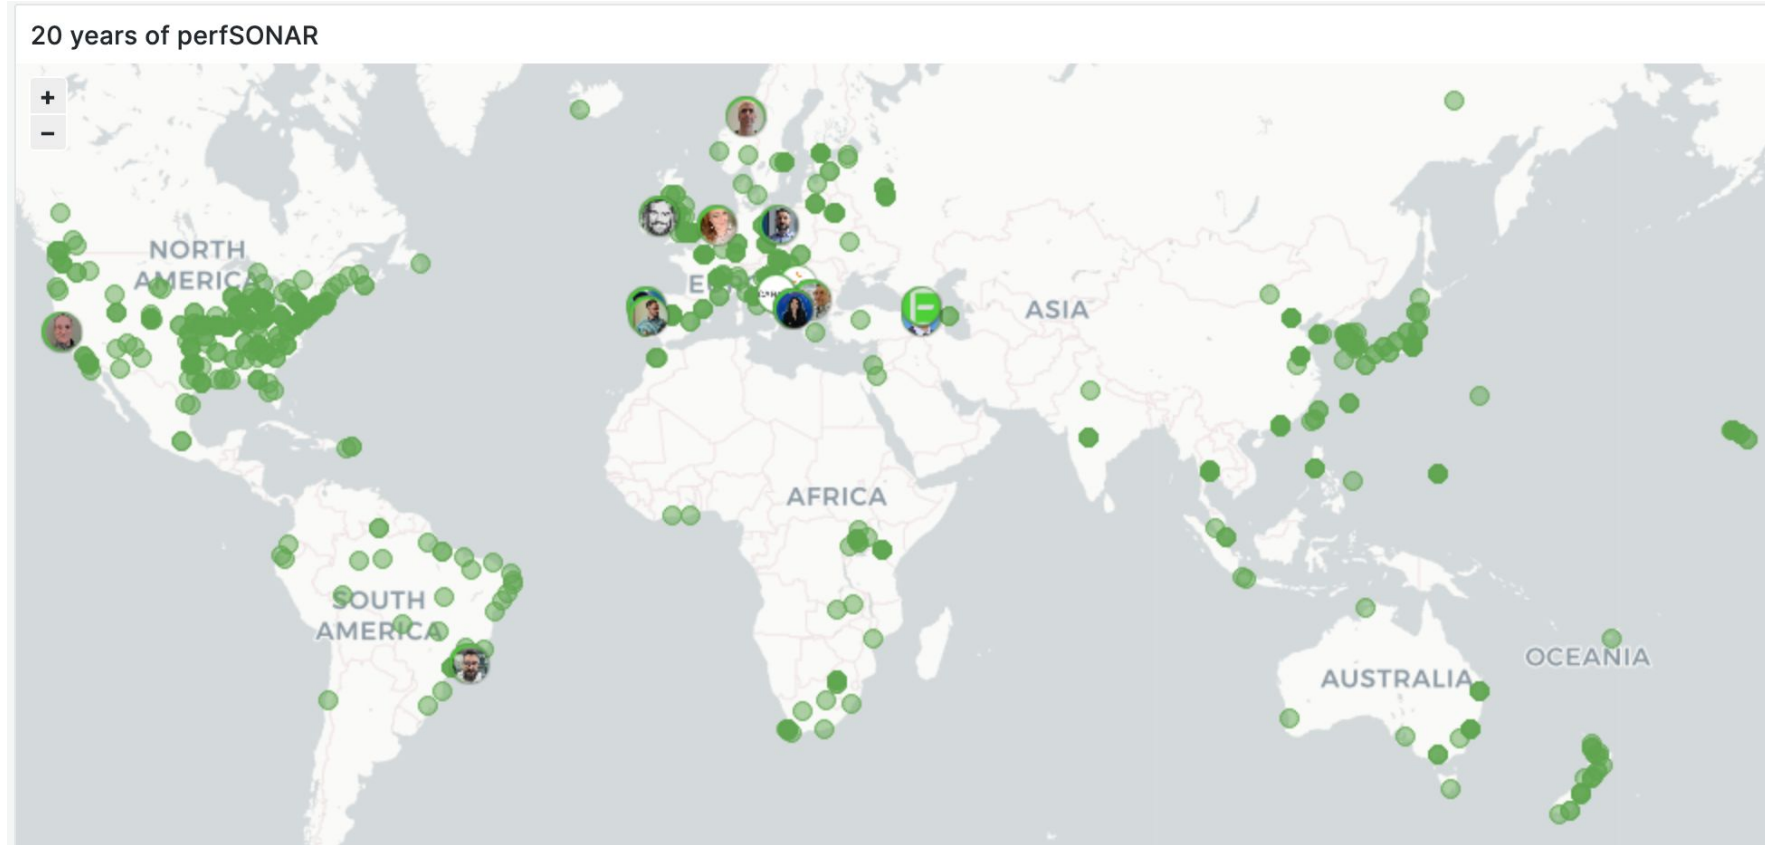 20 years of perfSONAR
+
−
NORTH
AMERICA
ASIA
AFRICA
SOUTH
AMERICA
OCEANIA
AUSTRALIA